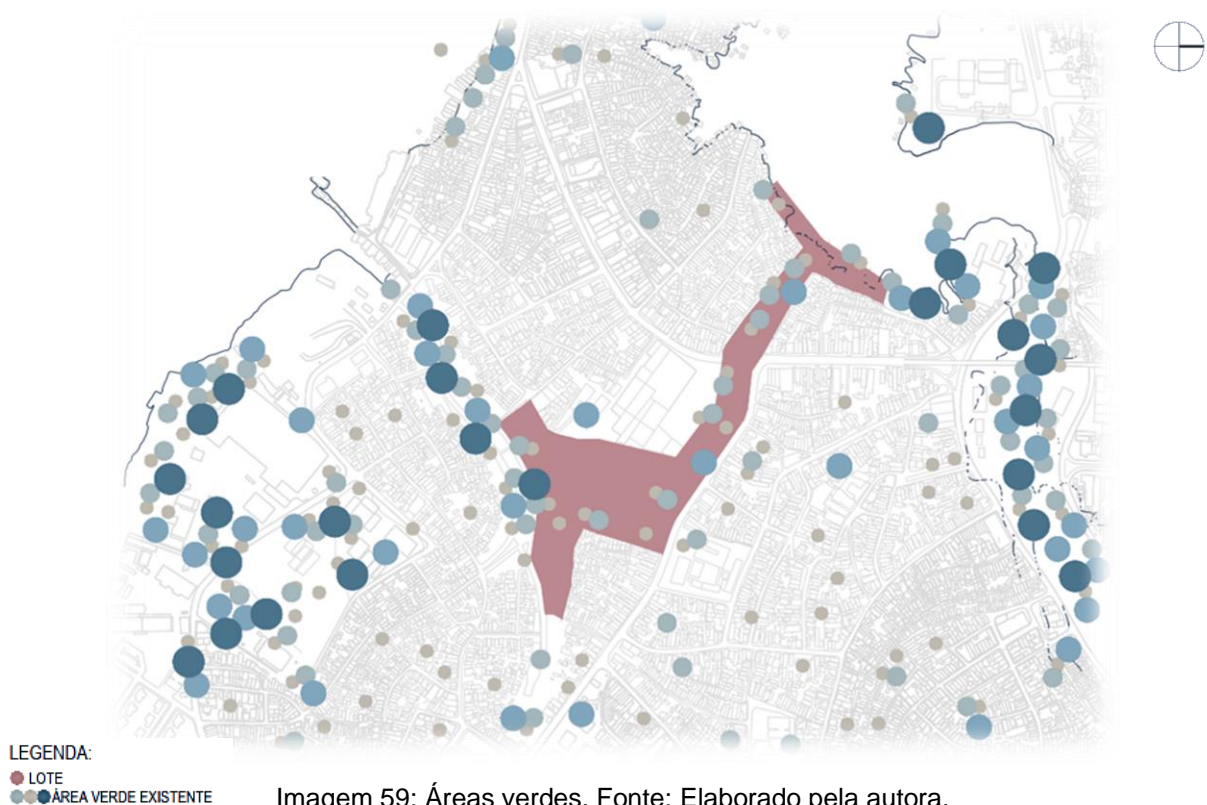 LEGENDA:
LOTE
ÁREA VERDE EXISTENTE
Imagem 59: Áreas verdes. Fonte: Elaborado pela autora.